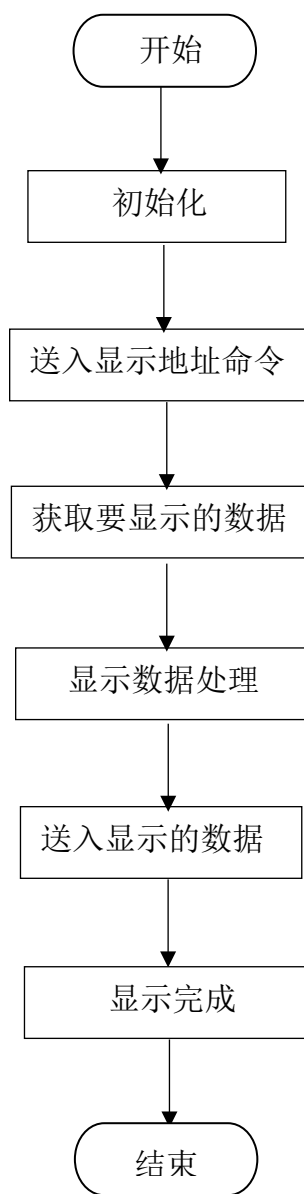 开始
初始化
送入显示地址命令
获取要显示的数据
显示数据处理
送入显示的数据
显示完成
结束